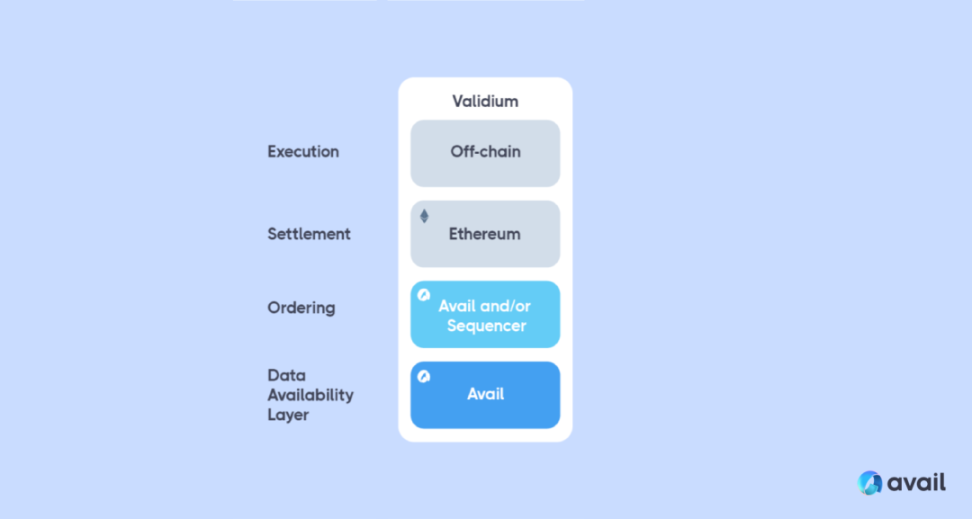 Validium
Execution
Off-chain
Settlement
Ethereum
Ordering
Avail and/or
Sequencer
Data
Availability
Layer
Avail
avail